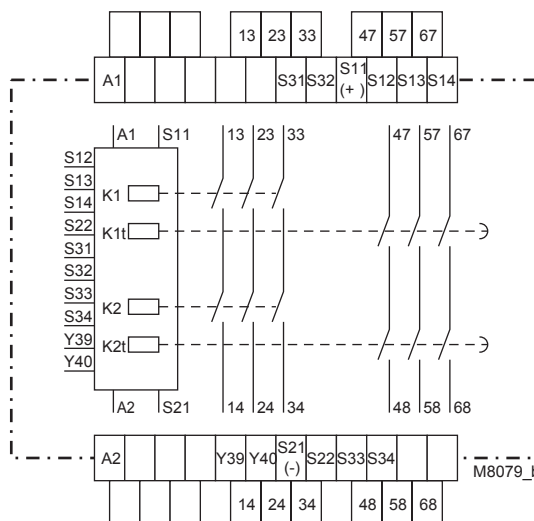 13 23 33 47 57 67
A1 S31 S32 S11 (+) S12 S13 S14
A1 S11 13 23 33 47 57 67
S12
S13
K1
S14
S22
K1t
S31
S32
S33
K2
S34
Y39
K2t
Y40
A2 S21 14 24 34 48 58 68
A2 Y39 Y40 S21 (-) S22 S33 S34
M8079_b
14 24 34 48 58 68